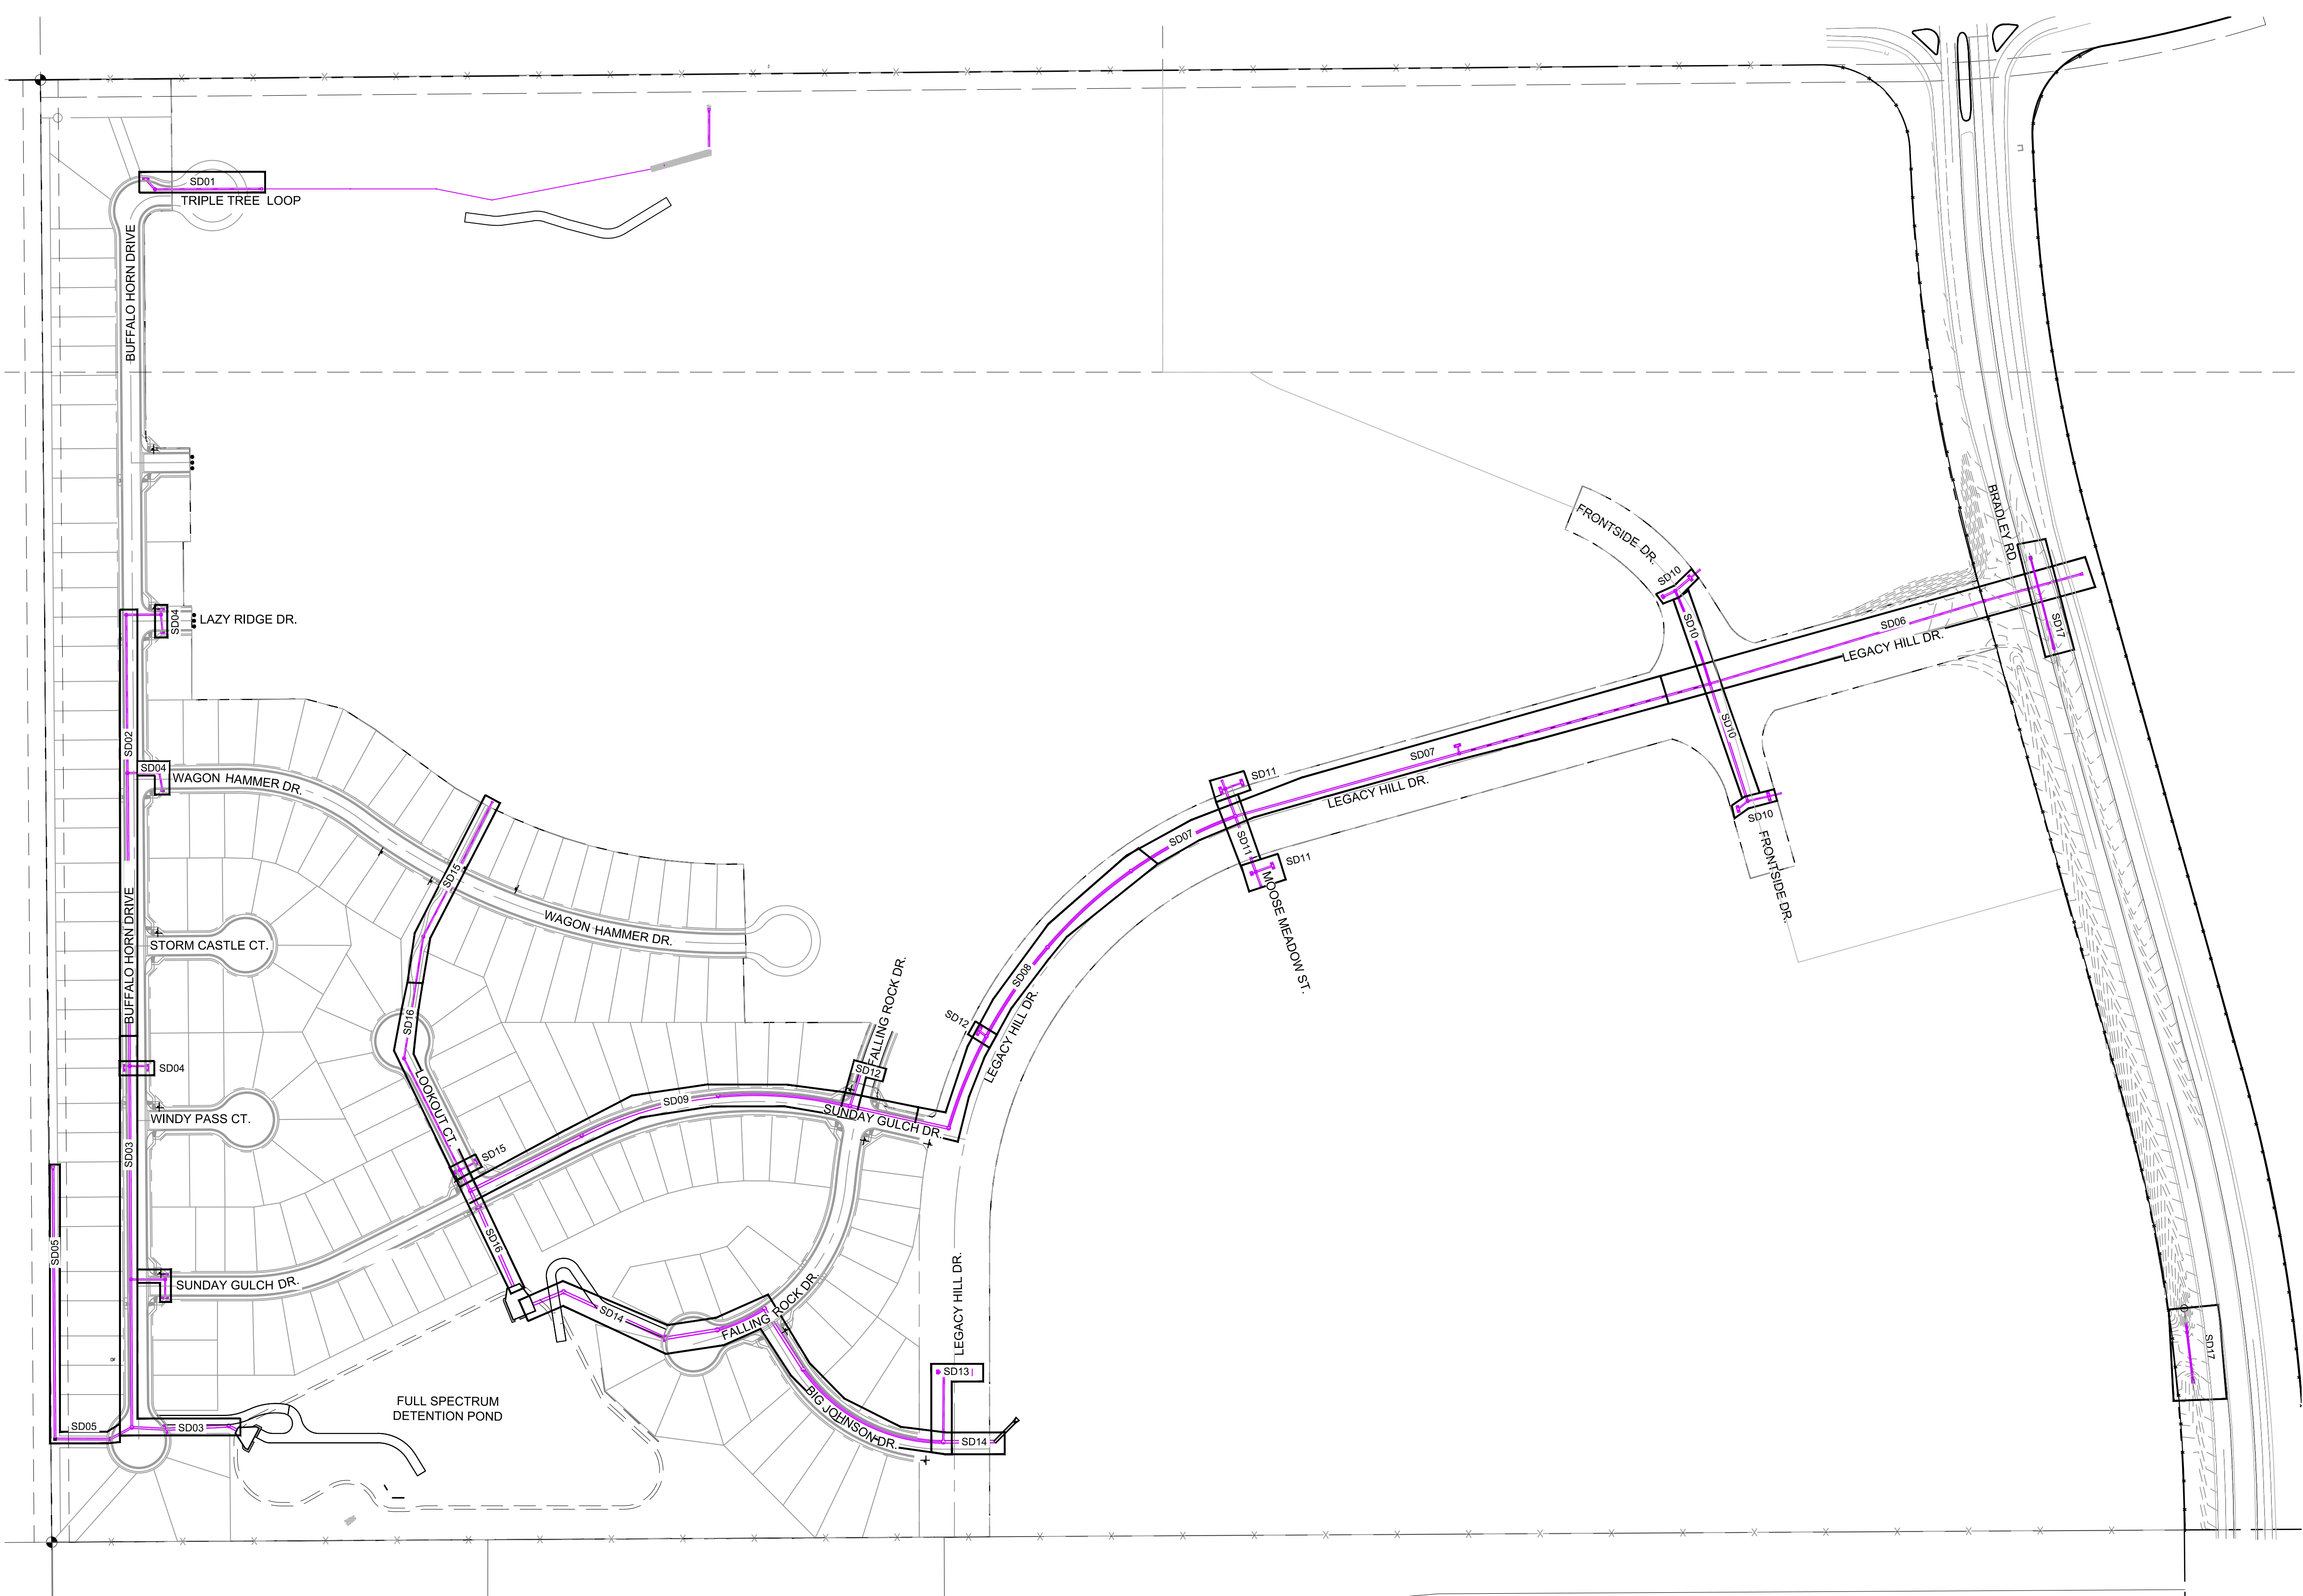 SD01
TRIPLE TREE LOOP
BUFFALO HORN DRIVE
BRADLEY RD.
FRONTSIDE DR.
SD10
SD04
LAZY RIDGE DR.
SD10
SD06
SD17
LEGACY HILL DR.
SD02
SD10
SD04
WAGON HAMMER DR.
SD07
SD11
LEGACY HILL DR.
SD10
SD07
SD11
SD11
FRONTSIDE DR.
MOOSE MEADOW ST.
SD15
BUFFALO HORN DRIVE
STORM CASTLE CT.
WAGON HAMMER DR.
FALLING ROCK DR.
SD08
SD16
SD12
LEGACY HILL DR.
SD04
SD12
LOOKOUT CT.
SD09
SUNDAY GULCH DR.
WINDY PASS CT.
SD03
SD15
SD05
SD16
SUNDAY GULCH DR.
SD14
FALLING ROCK DR.
LEGACY HILL DR.
SD17
SD13
FULL SPECTRUM
DETENTION POND
BIG JOHNSON DR.
SD05
SD03
SD14